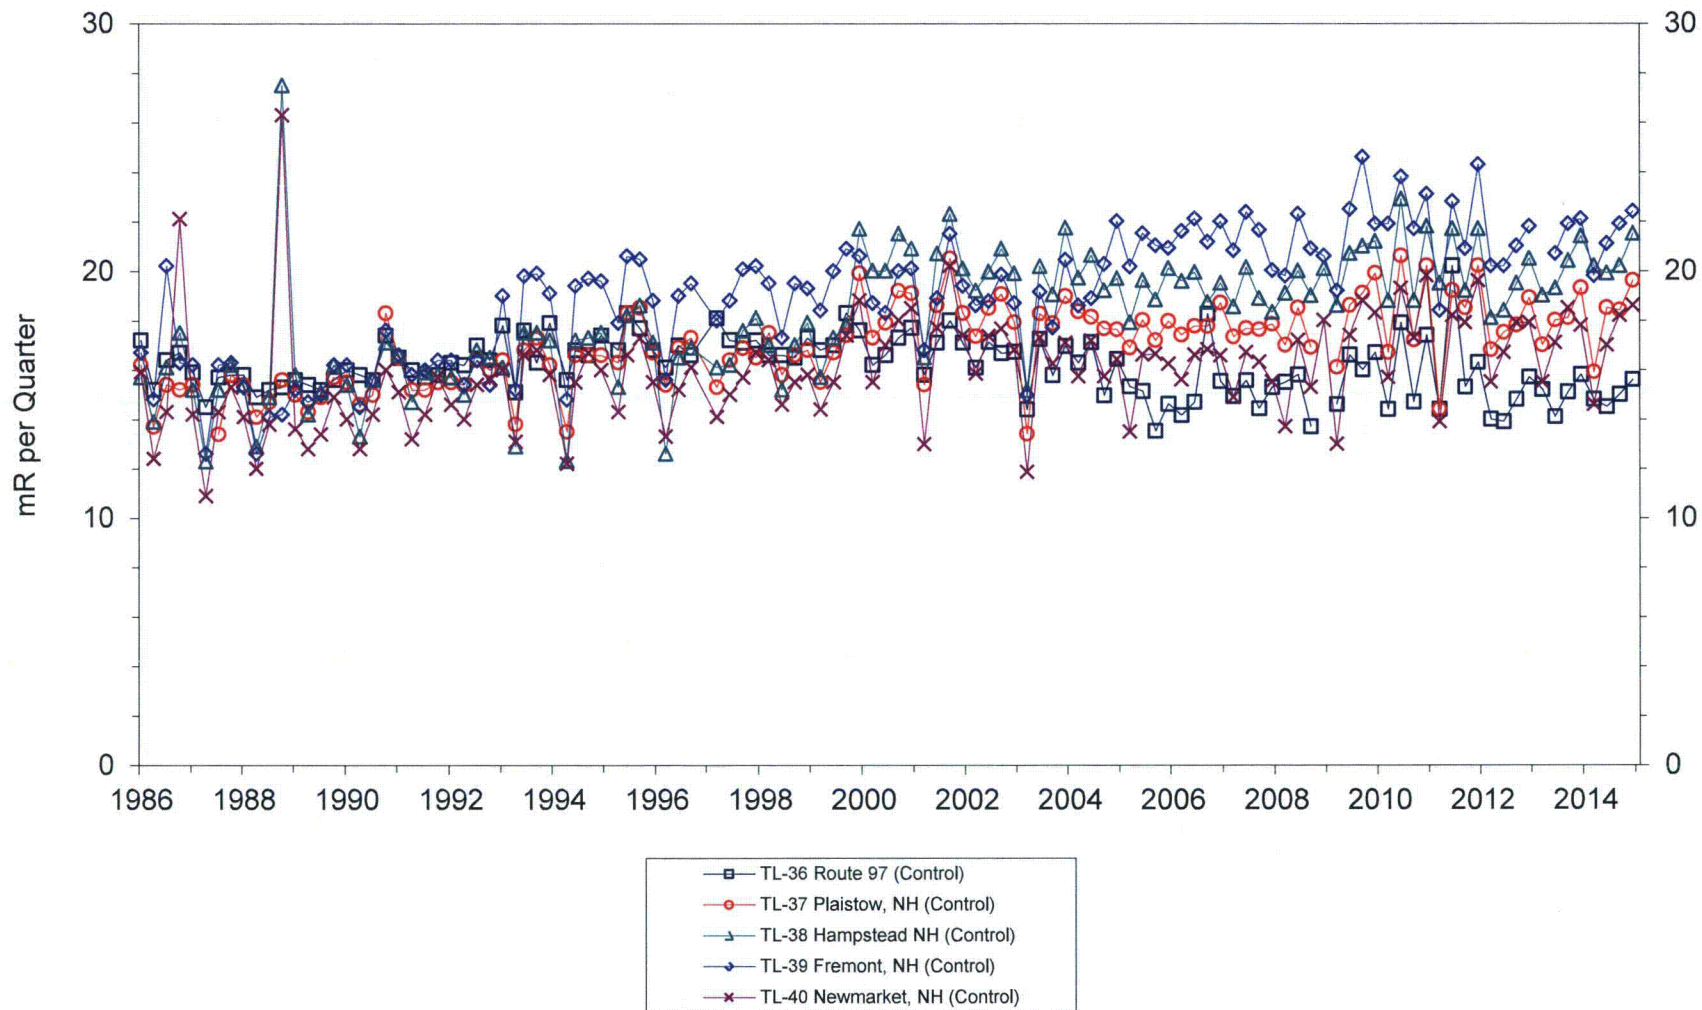 30 30
20 20
mR per Quarter
10 10
0 0
1986 1988 1990 1992 1994 1996 1998 2000 2002 2004 2006 2008 2010 2012 2014
TL-36 Route 97 (Control)
TL-37 Plaistow, NH (Control)
TL-38 Hampstead NH (Control)
TL-39 Fremont, NH (Control)
TL-40 Newmarket, NH (Control)